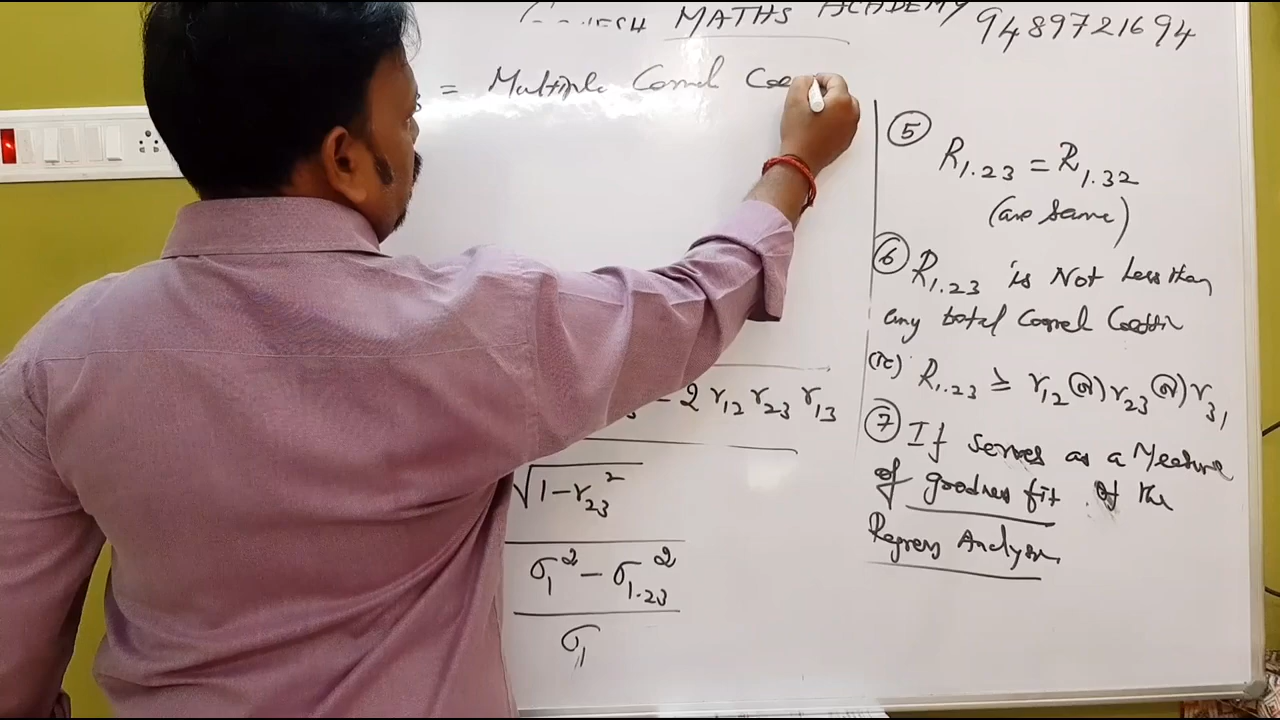 MATHS ACADEMY
9489721694
= Multiple Correl Coe
- 2 r₁₂ r₂₃ r₁₃
√1-r₂₃²
σ₁² - σ₁.₂₃²
σ₁
⑤ R₁.₂₃ = R₁.₃₂
(are same)
⑥ R₁.₂₃ is Not Less than
any total Correl Coeffi
(ie) R₁.₂₃ ≥ r₁₂ (or) r₂₃ (or) r₃₁
⑦ If serves as a Measure
of goodness fit of the
Regress Analysis